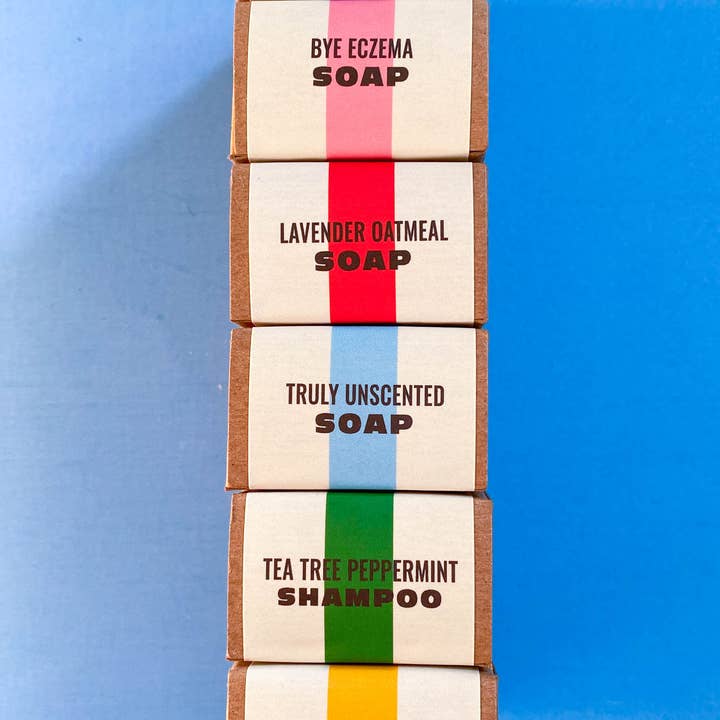 BYE ECZEMA
SOAP
LAVENDER OATMEAL
SOAP
TRULY UNSCENTED
SOAP
TEA TREE PEPPERMINT
SHAMPOO